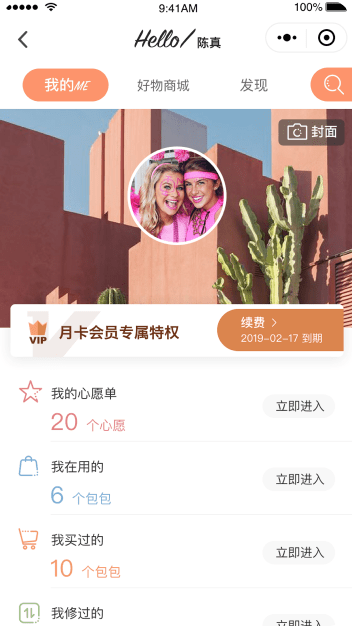 9:41AM
100%
Hello/ 陈真
我的ME
好物商城
发现
封面
VIP
月卡会员专属特权
续费 >
2019-02-17 到期
我的心愿单
20 个心愿
立即进入
我在用的
6 个包包
立即进入
我买过的
10 个包包
立即进入
我修过的
立即进入